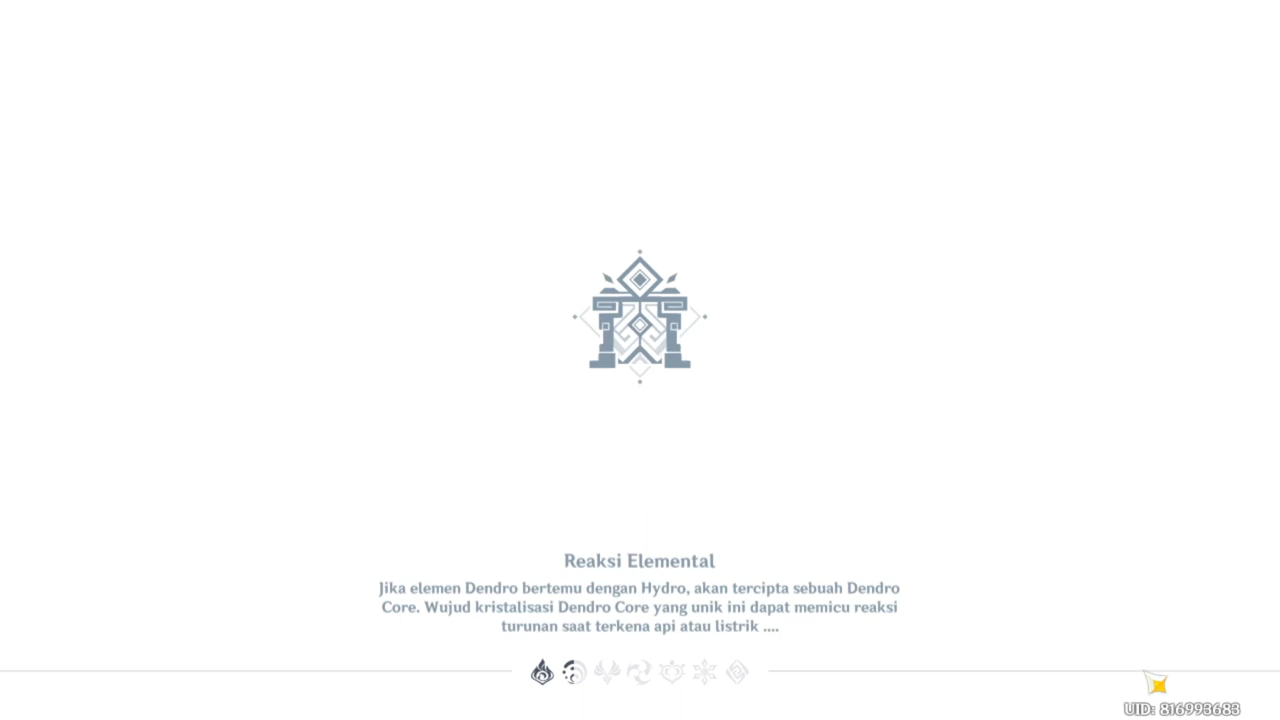 Reaksi Elemental
Jika elemen Dendro bertemu dengan Hydro, akan tercipta sebuah Dendro
Core. Wujud kristalisasi Dendro Core yang unik ini dapat memicu reaksi
turunan saat terkena api atau listrik ....
UID: 816993683